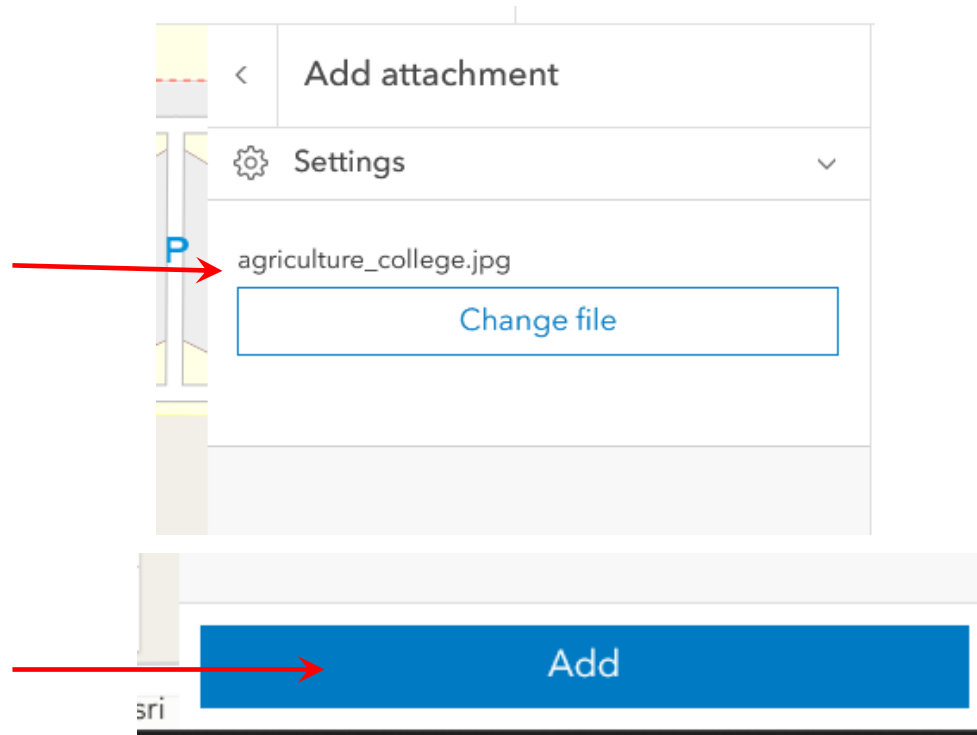 Add attachment
Settings
P
agriculture_college.jpg
Change file
Add
sri